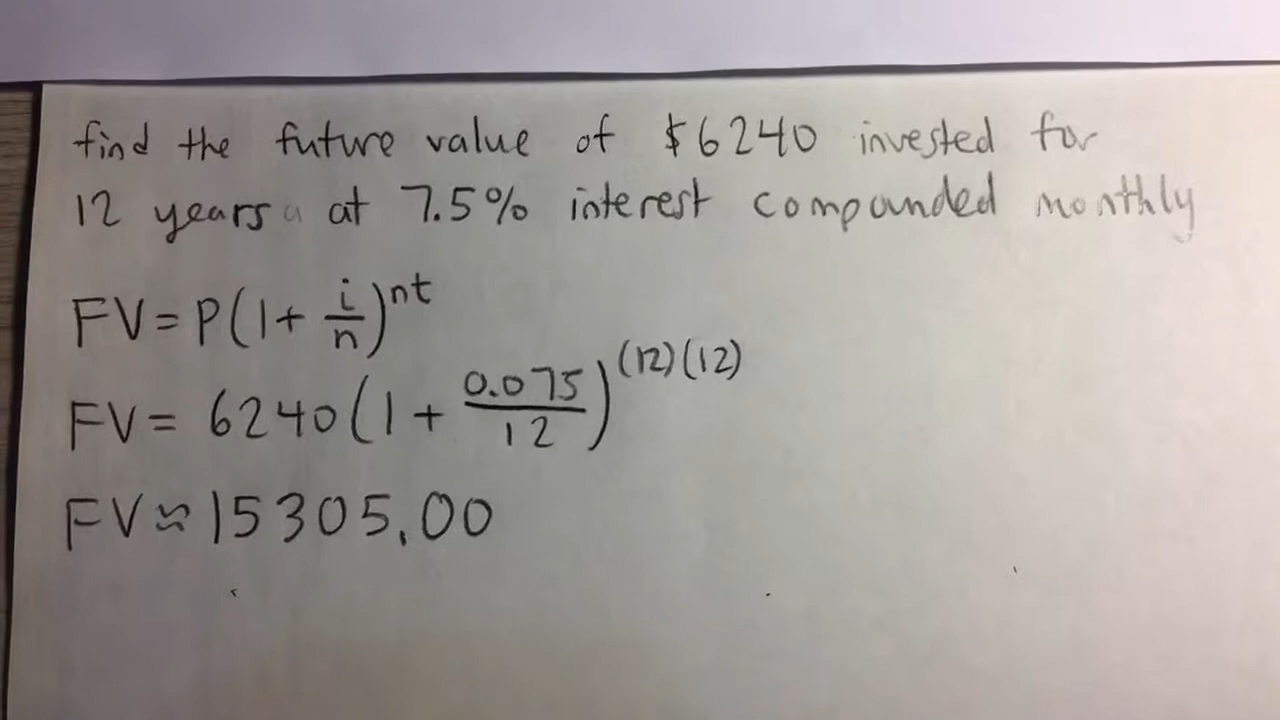 find the future value of $6240 invested for
12 years at 7.5% interest compounded monthly
FV = P(1 + i/n)^nt
FV = 6240(1 + 0.075/12)^(12)(12)
FV ≈ 15305.00